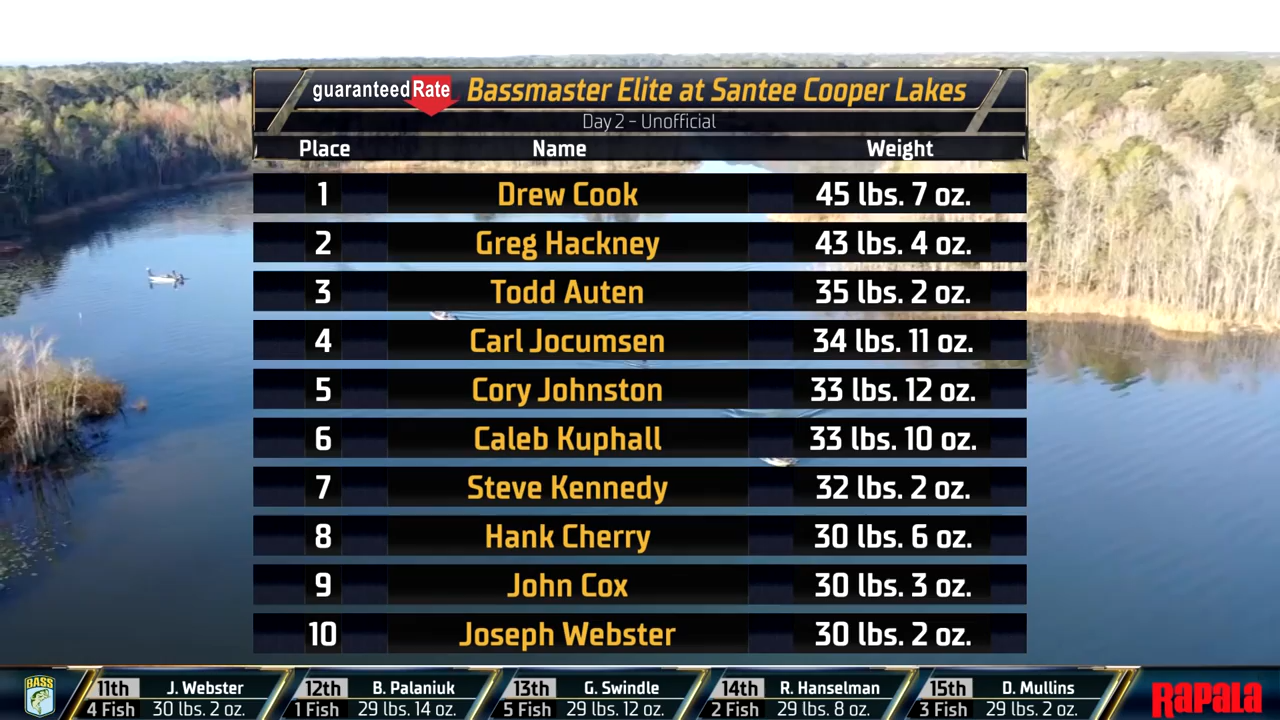 guaranteedRate Bassmaster Elite at Santee Cooper Lakes
Day 2 - Unofficial
Place Name Weight
1 Drew Cook 45 lbs. 7 oz.
2 Greg Hackney 43 lbs. 4 oz.
3 Todd Auten 35 lbs. 2 oz.
4 Carl Jocumsen 34 lbs. 11 oz.
5 Cory Johnston 33 lbs. 12 oz.
6 Caleb Kuphall 33 lbs. 10 oz.
7 Steve Kennedy 32 lbs. 2 oz.
8 Hank Cherry 30 lbs. 6 oz.
9 John Cox 30 lbs. 3 oz.
10 Joseph Webster 30 lbs. 2 oz.
BASS
11th J. Webster
4 Fish 30 lbs. 2 oz.
12th B. Palaniuk
1 Fish 29 lbs. 14 oz.
13th G. Swindle
5 Fish 29 lbs. 12 oz.
14th R. Hanselman
2 Fish 29 lbs. 8 oz.
15th D. Mullins
3 Fish 29 lbs. 2 oz.
RAPALA